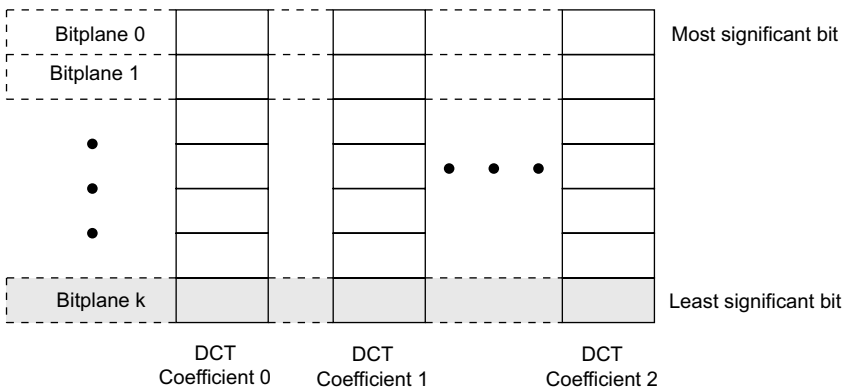 Bitplane 0
Most significant bit
Bitplane 1
Bitplane k
Least significant bit
DCT
Coefficient 0
DCT
Coefficient 1
DCT
Coefficient 2